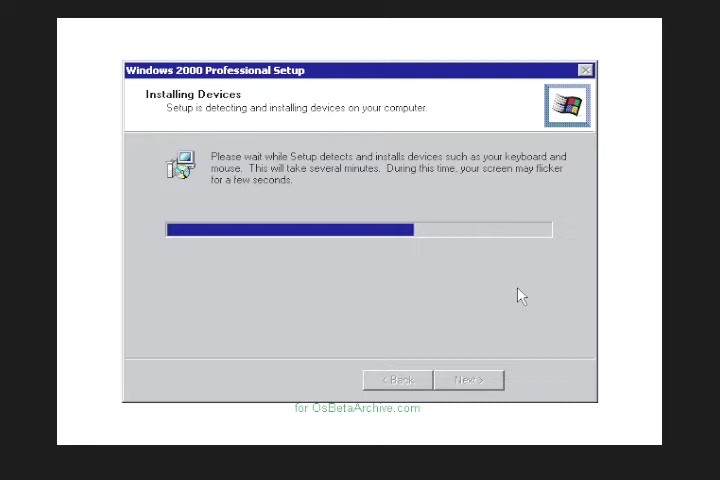 Windows 2000 Professional Setup
Installing Devices
Setup is detecting and installing devices on your computer.
Please wait while Setup detects and installs devices such as your keyboard and
mouse. This will take several minutes. During this time, your screen may flicker
for a few seconds.
< Back
Next >
for OsBetaArchive.com